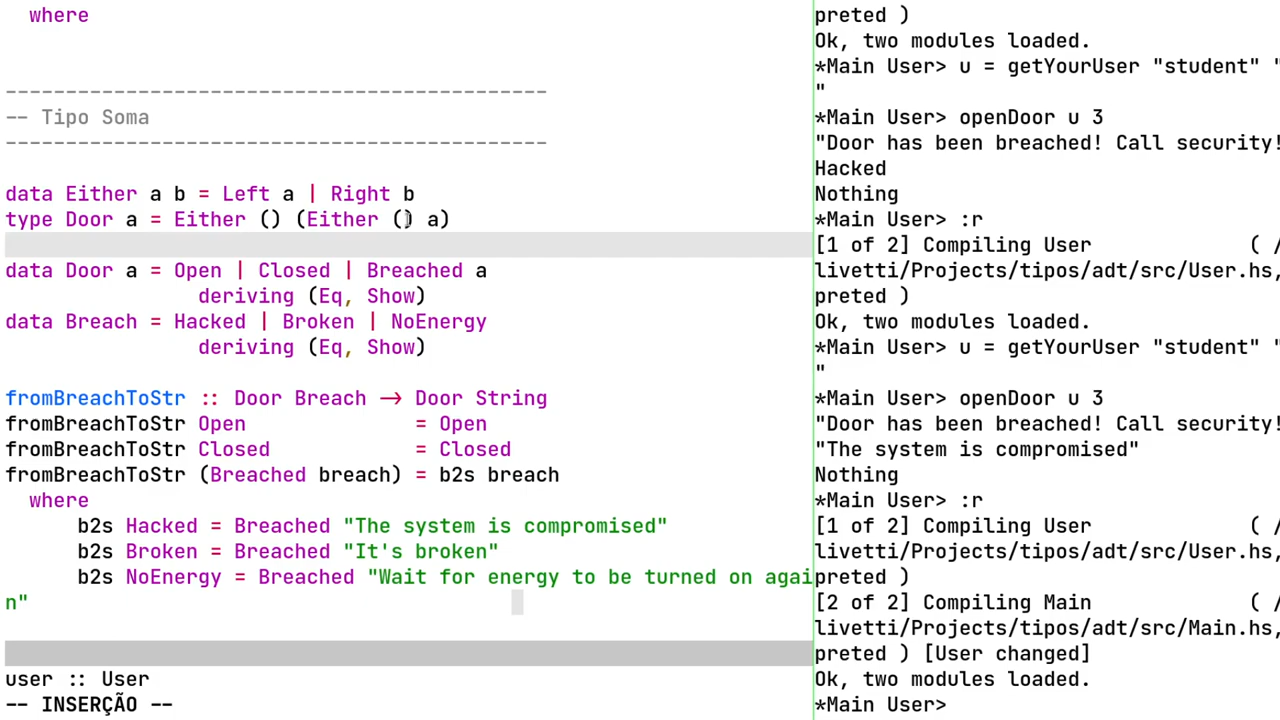 where
---------------------------------------------
-- Tipo Soma
---------------------------------------------
data Either a b = Left a | Right b
type Door a = Either () (Either () a)
data Door a = Open | Closed | Breached a
deriving (Eq, Show)
data Breach = Hacked | Broken | NoEnergy
deriving (Eq, Show)
fromBreachToStr :: Door Breach → Door String
fromBreachToStr Open = Open
fromBreachToStr Closed = Closed
fromBreachToStr (Breached breach) = b2s breach
where
b2s Hacked = Breached "The system is compromised"
b2s Broken = Breached "It's broken"
b2s NoEnergy = Breached "Wait for energy to be turned on agai
n"
user :: User
-- INSERÇÃO --
preted )
Ok, two modules loaded.
*Main User> u = getYourUser "student" "
"
*Main User> openDoor u 3
"Door has been breached! Call security!
Hacked
Nothing
*Main User> :r
[1 of 2] Compiling User ( /
livetti/Projects/tipos/adt/src/User.hs,
preted )
Ok, two modules loaded.
*Main User> u = getYourUser "student" "
"
*Main User> openDoor u 3
"Door has been breached! Call security!
"The system is compromised"
Nothing
*Main User> :r
[1 of 2] Compiling User ( /
livetti/Projects/tipos/adt/src/User.hs,
preted )
[2 of 2] Compiling Main ( /
livetti/Projects/tipos/adt/src/Main.hs,
preted ) [User changed]
Ok, two modules loaded.
*Main User>